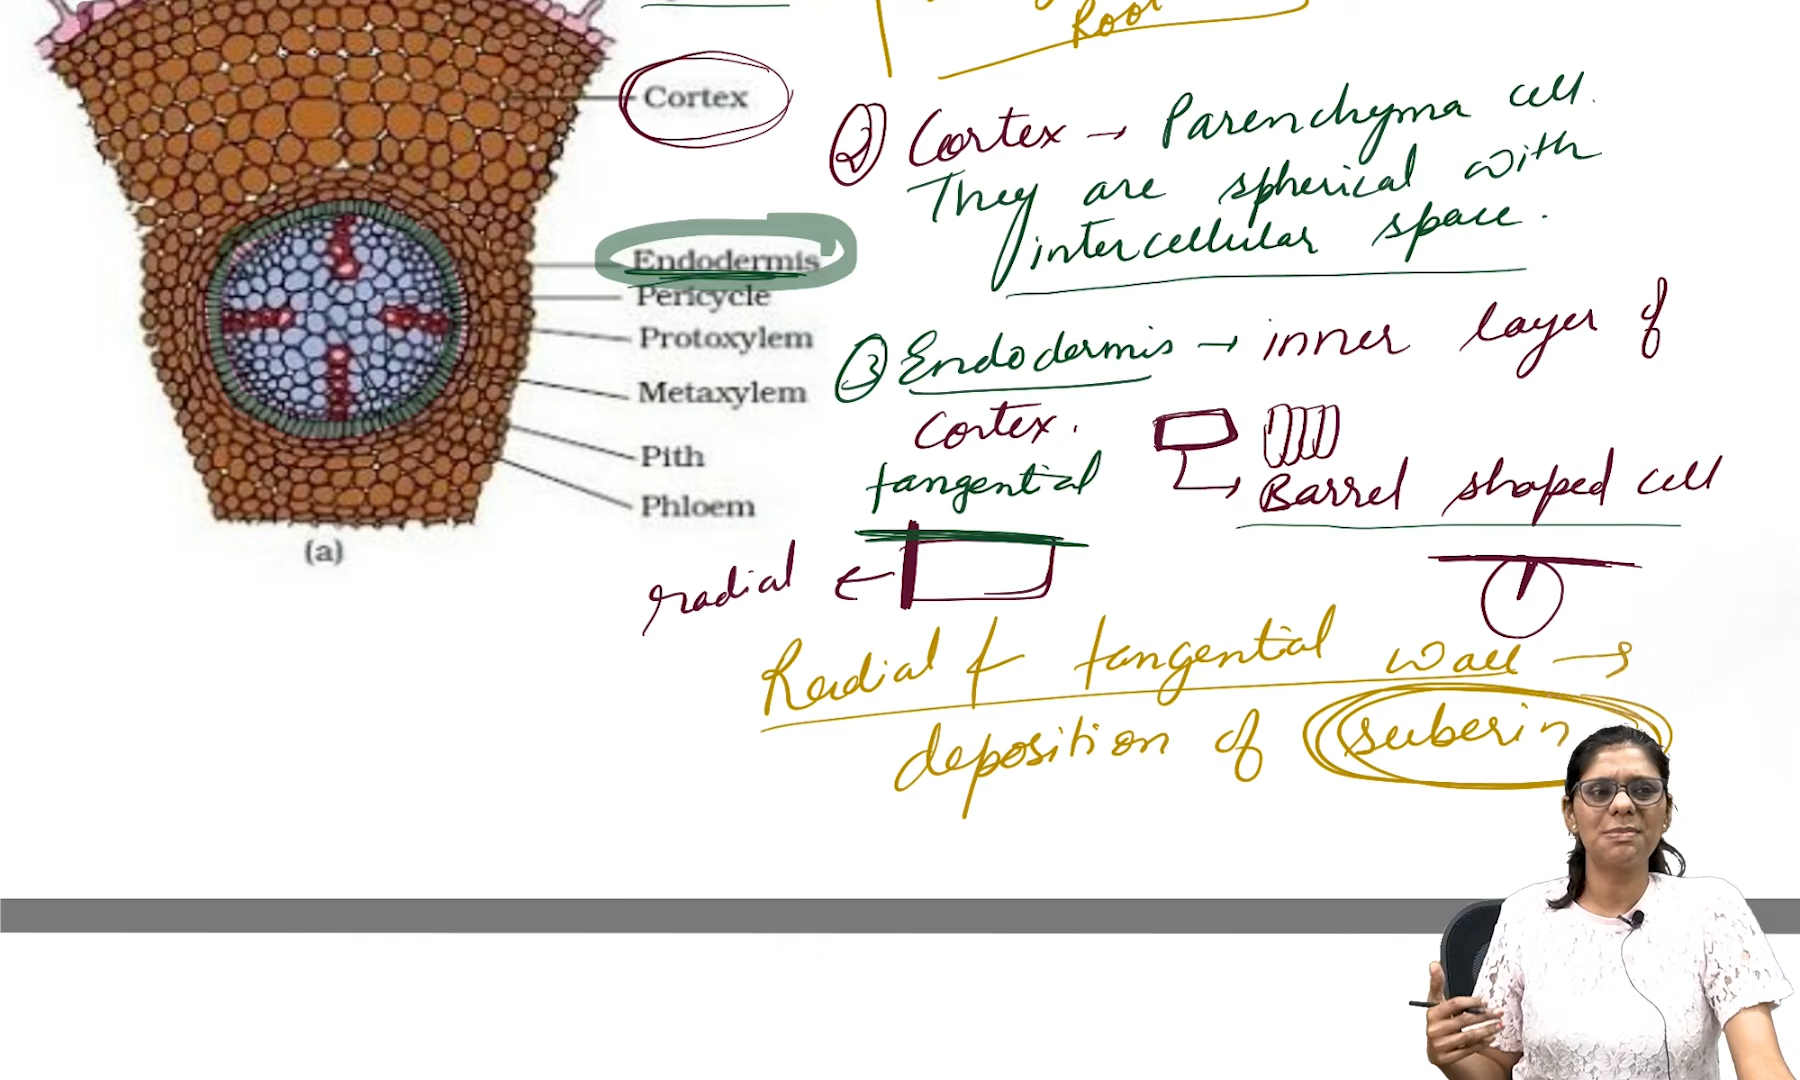 Root
Cortex
Endodermis
Pericycle
Protoxylem
Metaxylem
Pith
Phloem
(a)
② Cortex → Parenchyma cell.
They are spherical with
intercellular space.
③ Endodermis → inner layer of
Cortex.
Barrel shaped cell
tangential
radial
Radial & tangential wall →
deposition of suberin